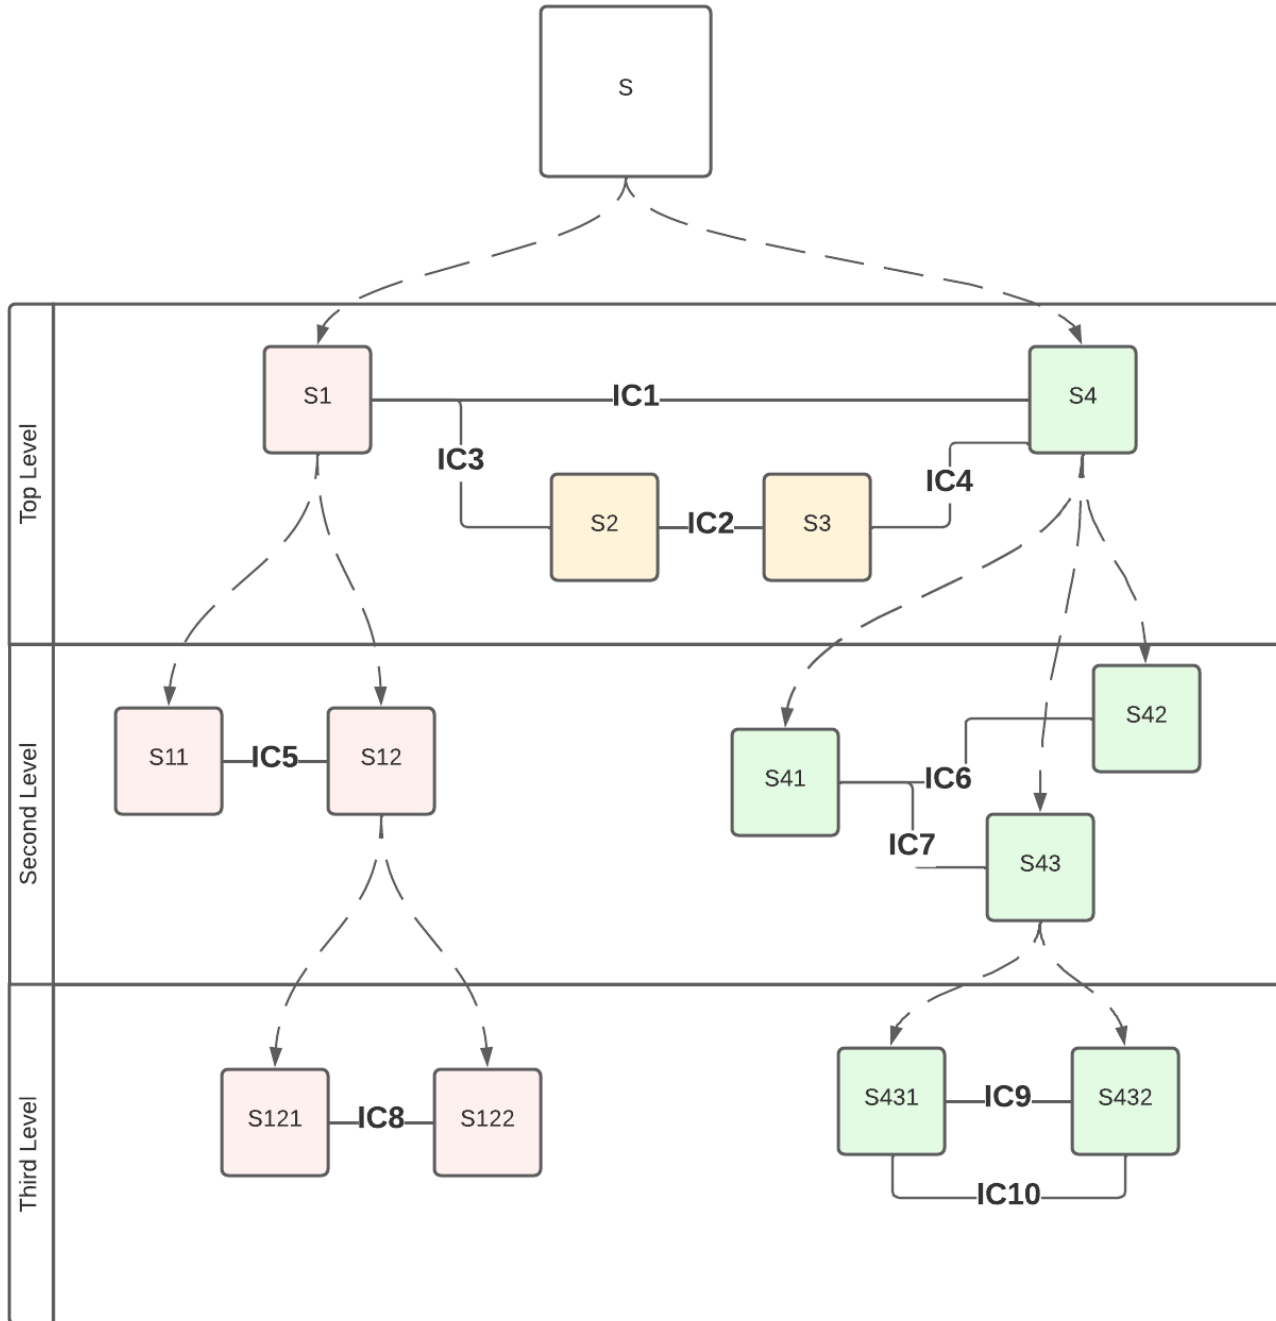 S
Top Level
S1
IC1
S4
IC3
IC4
S2
IC2
S3
Second Level
S11
IC5
S12
S41
IC6
S42
IC7
S43
Third Level
S121
IC8
S122
S431
IC9
S432
IC10